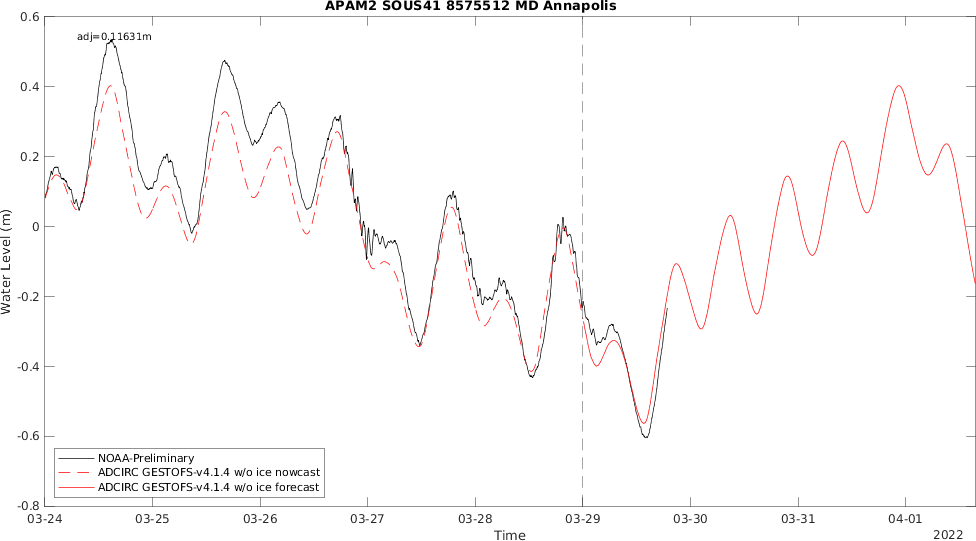 APAM2 SOUS41 8575512 MD Annapolis
adj=0.11631m
0.6
0.4
0.2
0
-0.2
-0.4
-0.6
-0.8
Water Level (m)
NOAA-Preliminary
ADCIRC GESTOFS-v4.1.4 w/o ice nowcast
ADCIRC GESTOFS-v4.1.4 w/o ice forecast
03-24 03-25 03-26 03-27 03-28 03-29 03-30 03-31 04-01
Time
2022